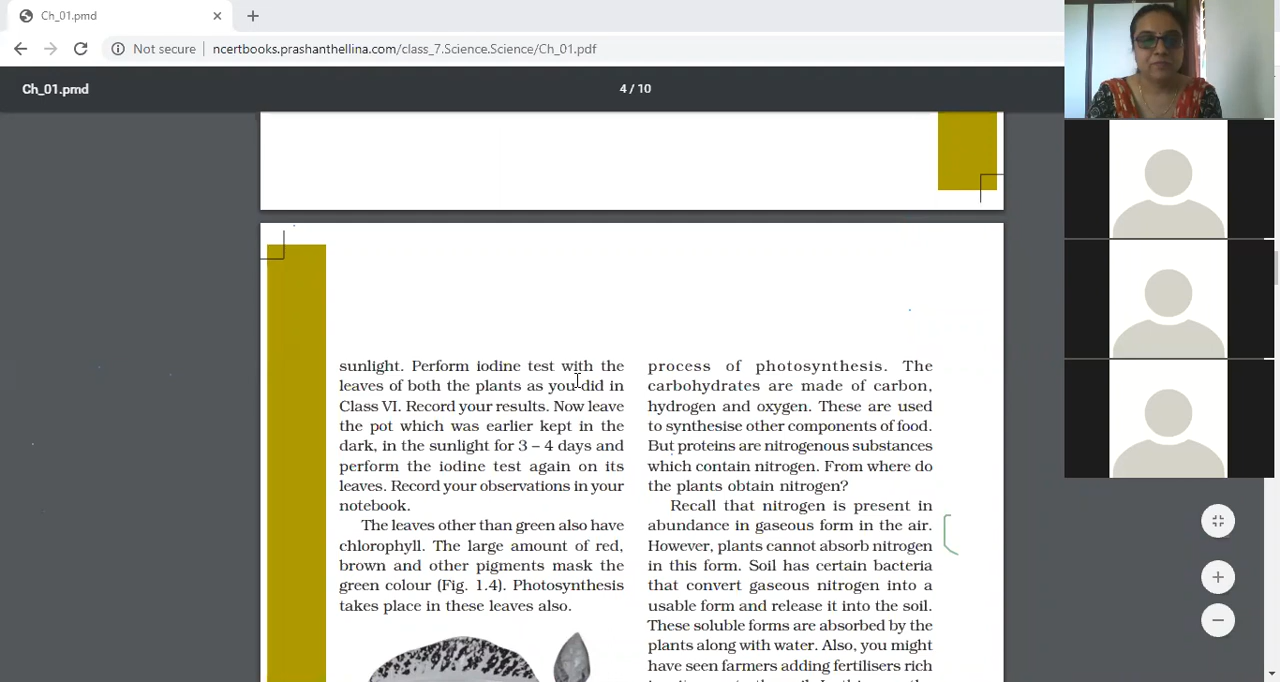 Ch_01.pmd
Not secure
ncertbooks.prashanthellina.com/class_7.Science.Science/Ch_01.pdf
Ch_01.pmd
4 / 10
sunlight. Perform iodine test with the
leaves of both the plants as you did in
Class VI. Record your results. Now leave
the pot which was earlier kept in the
dark, in the sunlight for 3 – 4 days and
perform the iodine test again on its
leaves. Record your observations in your
notebook.
The leaves other than green also have
chlorophyll. The large amount of red,
brown and other pigments mask the
green colour (Fig. 1.4). Photosynthesis
takes place in these leaves also.
process of photosynthesis. The
carbohydrates are made of carbon,
hydrogen and oxygen. These are used
to synthesise other components of food.
But proteins are nitrogenous substances
which contain nitrogen. From where do
the plants obtain nitrogen?
Recall that nitrogen is present in
abundance in gaseous form in the air.
However, plants cannot absorb nitrogen
in this form. Soil has certain bacteria
that convert gaseous nitrogen into a
usable form and release it into the soil.
These soluble forms are absorbed by the
plants along with water. Also, you might
have seen farmers adding fertilisers rich